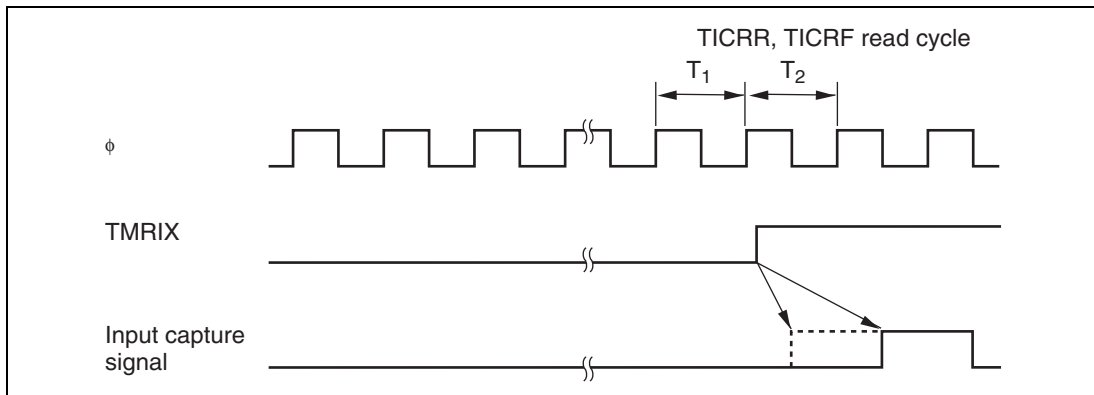 TICRR, TICRF read cycle
T1 T2
ϕ
TMRIX
Input capture
signal